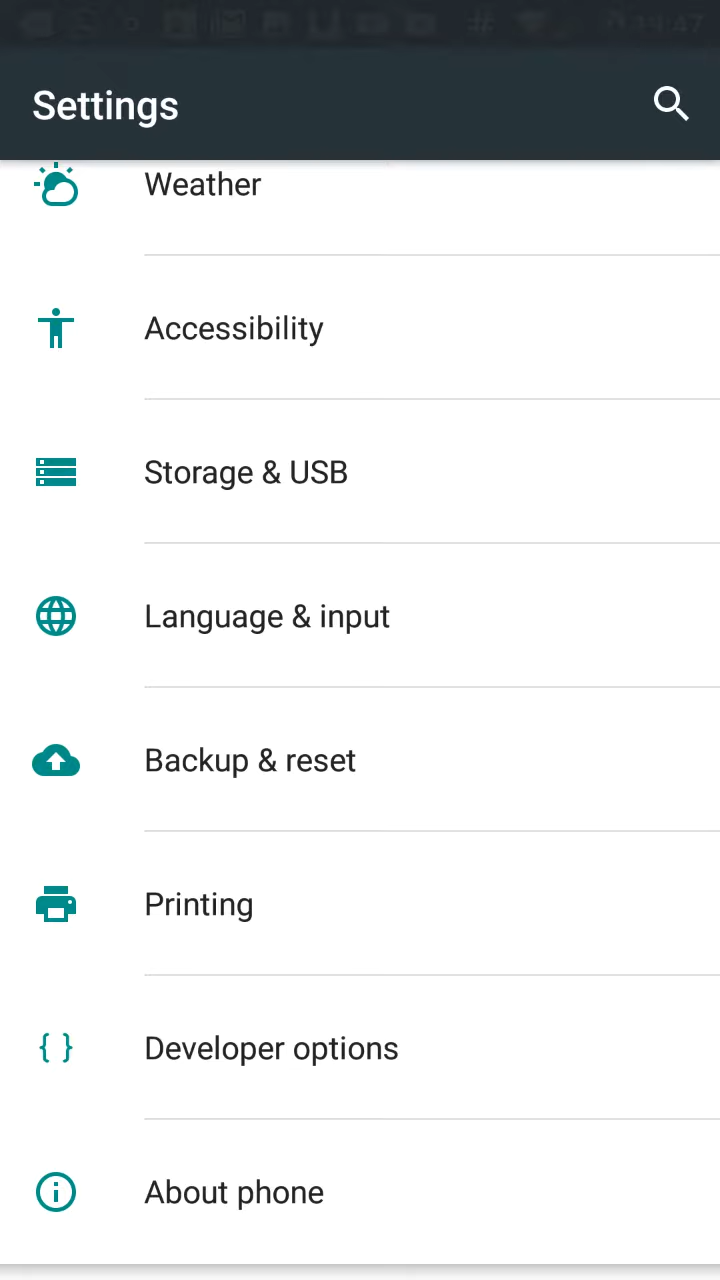 Settings
Weather
Accessibility
Storage & USB
Language & input
Backup & reset
Printing
Developer options
About phone